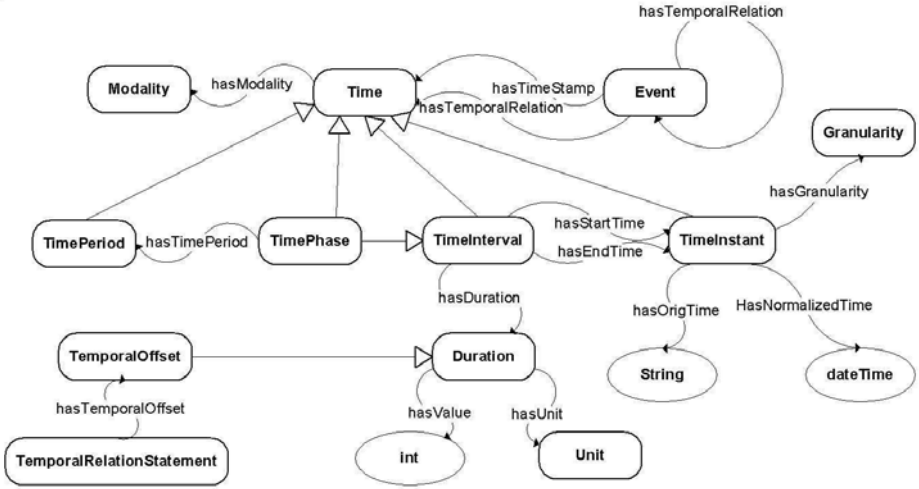 hasTemporalRelation
Modality
hasModality
Time
hasTimeStamp
Event
hasTemporalRelation
Granularity
hasGranularity
TimePeriod
hasTimePeriod
TimePhase
TimeInterval
hasStartTime
hasEndTime
TimeInstant
hasDuration
hasOrigTime
HasNormalizedTime
TemporalOffset
Duration
String
dateTime
hasTemporalOffset
hasValue
hasUnit
TemporalRelationStatement
int
Unit